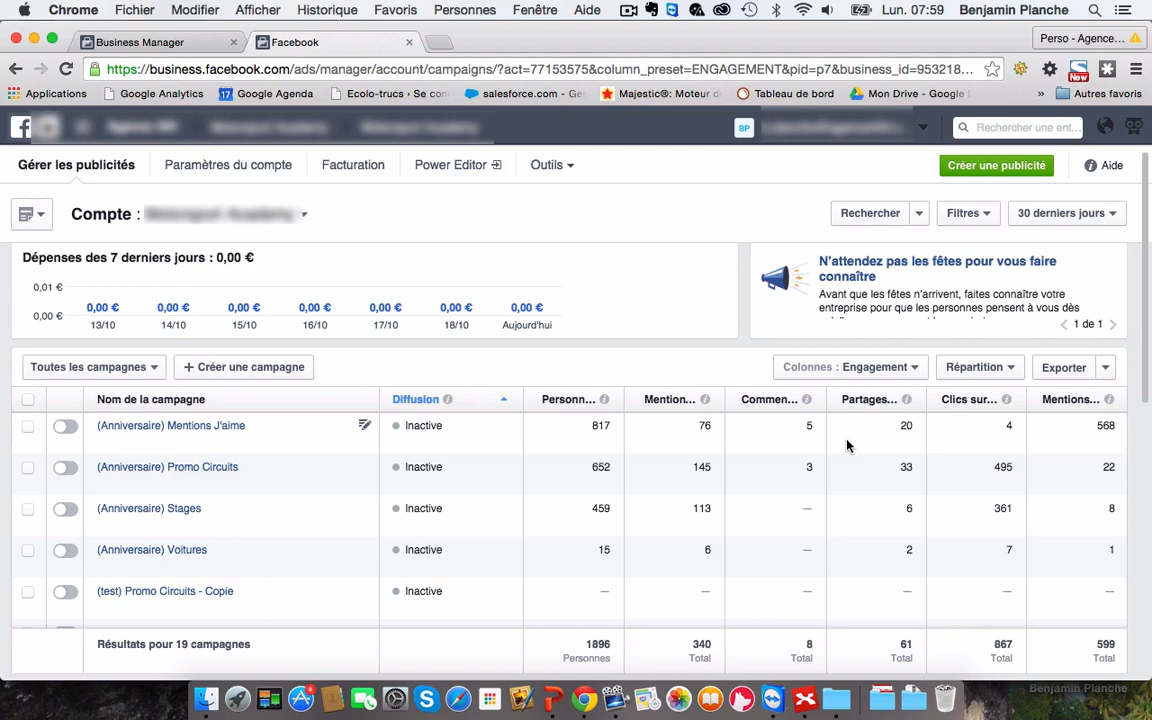 Chrome Fichier Modifier Afficher Historique Favoris Personnes Fenêtre Aide Lun. 07:59 Benjamin Planche
Business Manager Facebook Perso - Agence...
https://business.facebook.com/ads/manager/account/campaigns/?act=77153575&column_preset=ENGAGEMENT&pid=p7&business_id=953218...
New
Applications Google Analytics 17 Google Agenda Ecolo-trucs > Se con salesforce.com - Ge Majestic®: Moteur d Tableau de bord Mon Drive - Google » Autres favoris
BP Rechercher une ent...
Gérer les publicités Paramètres du compte Facturation Power Editor Outils Créer une publicité Aide
Compte : Rechercher Filtres 30 derniers jours
Dépenses des 7 derniers jours : 0,00 €
0,01 €
0,00 € 0,00 € 0,00 € 0,00 € 0,00 € 0,00 € 0,00 €
0,00 €
13/10 14/10 15/10 16/10 17/10 18/10 Aujourd'hui
N'attendez pas les fêtes pour vous faire
connaître
Avant que les fêtes n'arrivent, faites connaître votre
entreprise pour que les personnes pensent à vous dès
1 de 1
Toutes les campagnes + Créer une campagne Colonnes : Engagement Répartition Exporter
Nom de la campagne Diffusion Personn... Mention... Commen... Partages... Clics sur... Mentions...
(Anniversaire) Mentions J'aime Inactive 817 76 5 20 4 568
(Anniversaire) Promo Circuits Inactive 652 145 3 33 495 22
(Anniversaire) Stages Inactive 459 113 — 6 361 8
(Anniversaire) Voitures Inactive 15 6 — 2 7 1
(test) Promo Circuits - Copie Inactive — — — — — —
Résultats pour 19 campagnes 1896 340 8 61 867 599
Personnes Total Total Total Total Total
Benjamin Planche